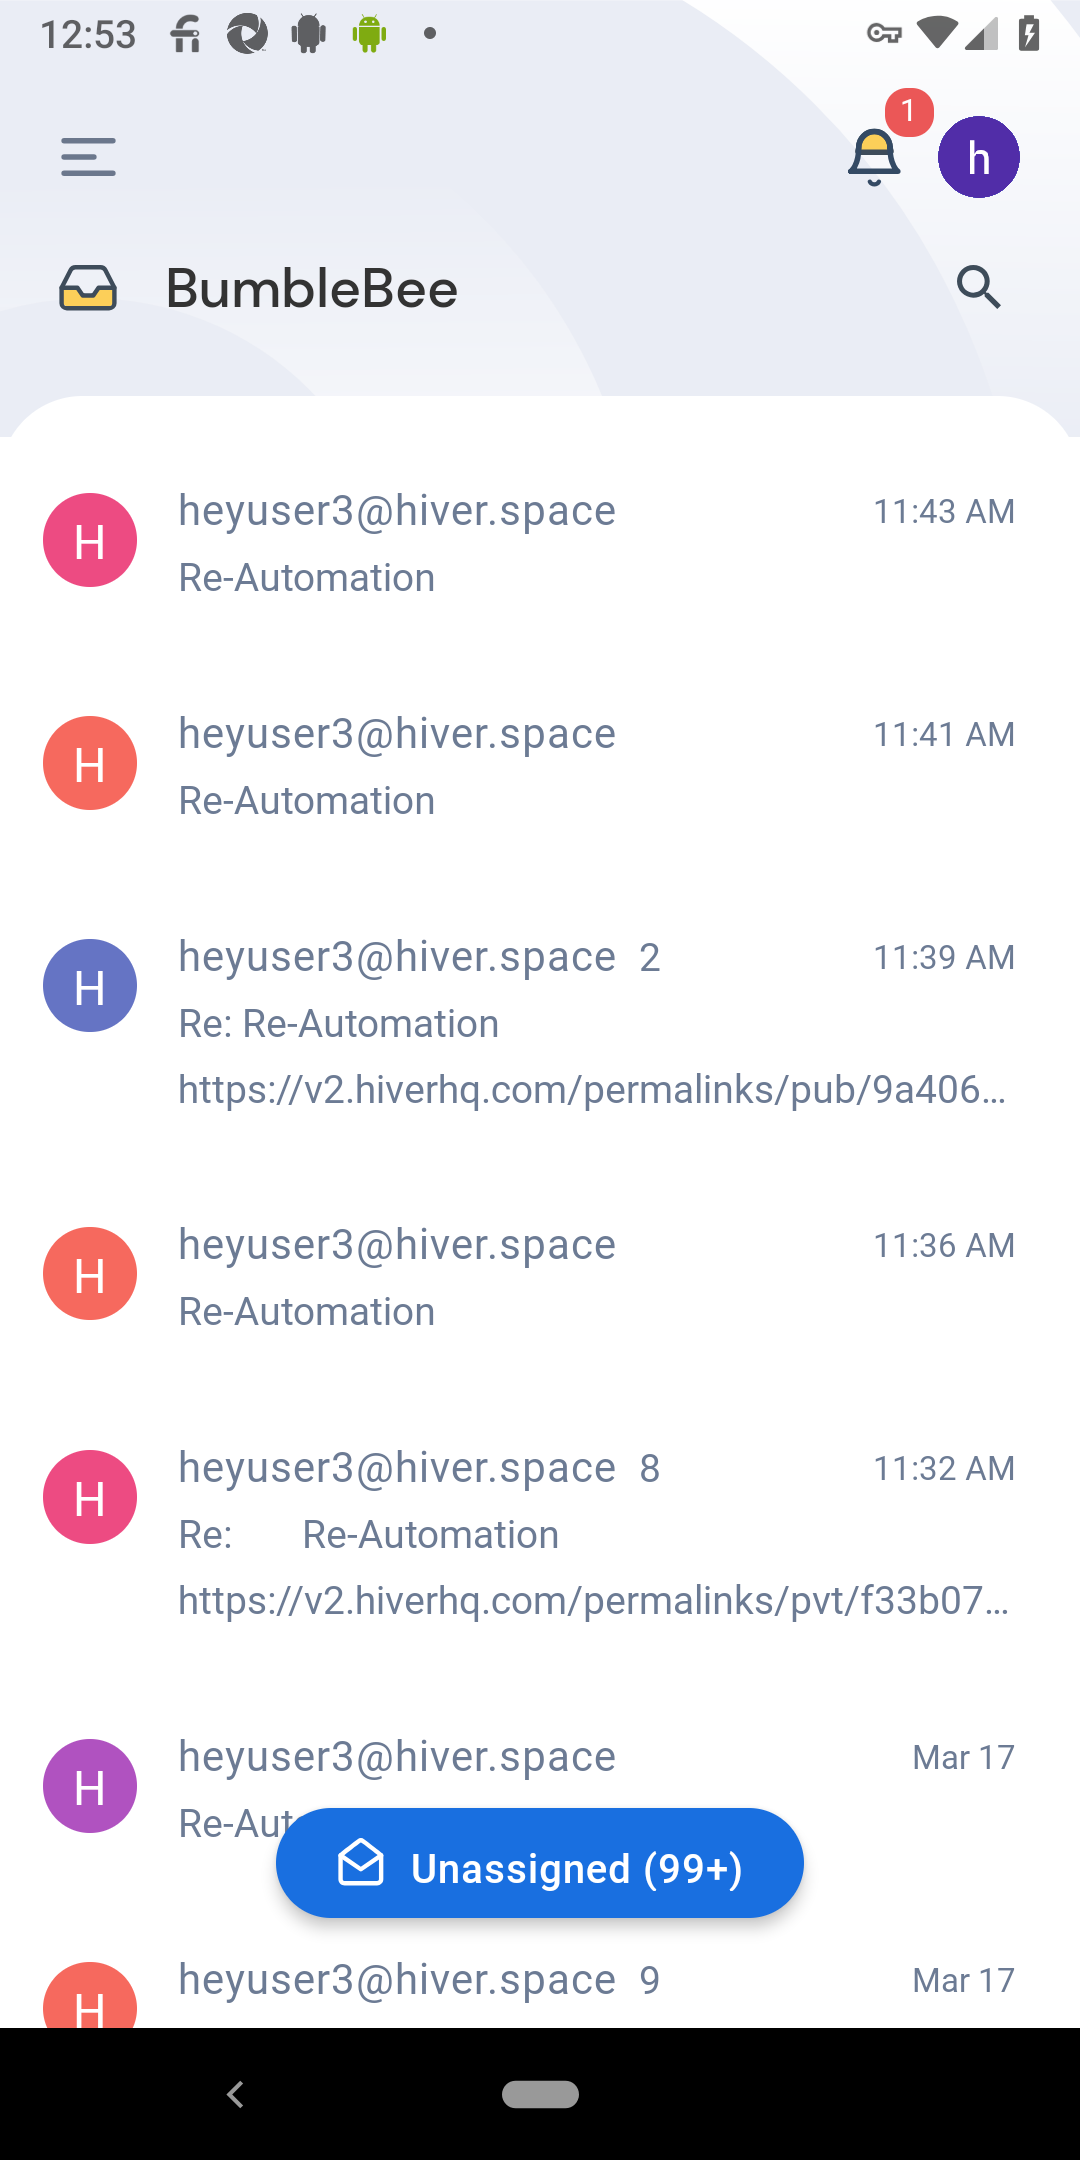 12:53
1
h
BumbleBee
H
heyuser3@hiver.space
11:43 AM
Re-Automation
H
heyuser3@hiver.space
11:41 AM
Re-Automation
H
heyuser3@hiver.space 2
11:39 AM
Re: Re-Automation
https://v2.hiverhq.com/permalinks/pub/9a406...
H
heyuser3@hiver.space
11:36 AM
Re-Automation
H
heyuser3@hiver.space 8
11:32 AM
Re: Re-Automation
https://v2.hiverhq.com/permalinks/pvt/f33b07...
H
heyuser3@hiver.space
Mar 17
Re-Aut
Unassigned (99+)
H
heyuser3@hiver.space 9
Mar 17